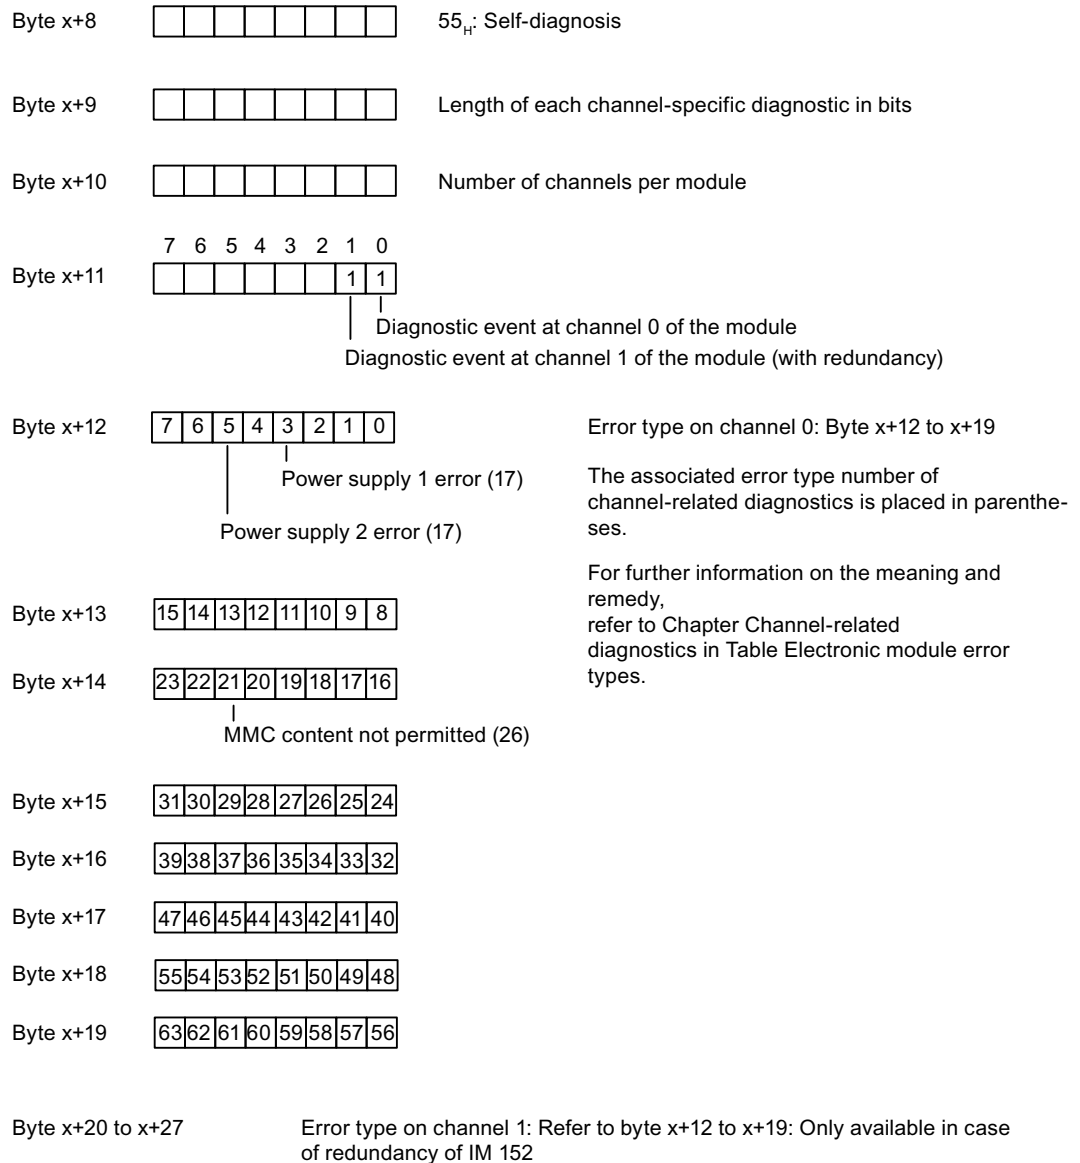 Byte x+8 55H: Self-diagnosis
Byte x+9 Length of each channel-specific diagnostic in bits
Byte x+10 Number of channels per module
7 6 5 4 3 2 1 0
Byte x+11 1 1
Diagnostic event at channel 0 of the module
Diagnostic event at channel 1 of the module (with redundancy)
Byte x+12 7 6 5 4 3 2 1 0
Power supply 1 error (17)
Power supply 2 error (17)
Error type on channel 0: Byte x+12 to x+19
The associated error type number of
channel-related diagnostics is placed in parenthe-
ses.
For further information on the meaning and
remedy,
refer to Chapter Channel-related
diagnostics in Table Electronic module error
types.
Byte x+13 15 14 13 12 11 10 9 8
Byte x+14 23 22 21 20 19 18 17 16
MMC content not permitted (26)
Byte x+15 31 30 29 28 27 26 25 24
Byte x+16 39 38 37 36 35 34 33 32
Byte x+17 47 46 45 44 43 42 41 40
Byte x+18 55 54 53 52 51 50 49 48
Byte x+19 63 62 61 60 59 58 57 56
Byte x+20 to x+27 Error type on channel 1: Refer to byte x+12 to x+19: Only available in case
of redundancy of IM 152